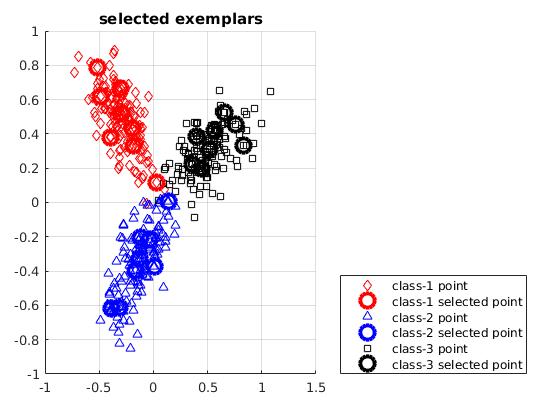 selected exemplars
1
0.8
0.6
0.4
0.2
0
-0.2
-0.4
-0.6
-0.8
-1
-1 -0.5 0 0.5 1 1.5
class-1 point
class-1 selected point
class-2 point
class-2 selected point
class-3 point
class-3 selected point